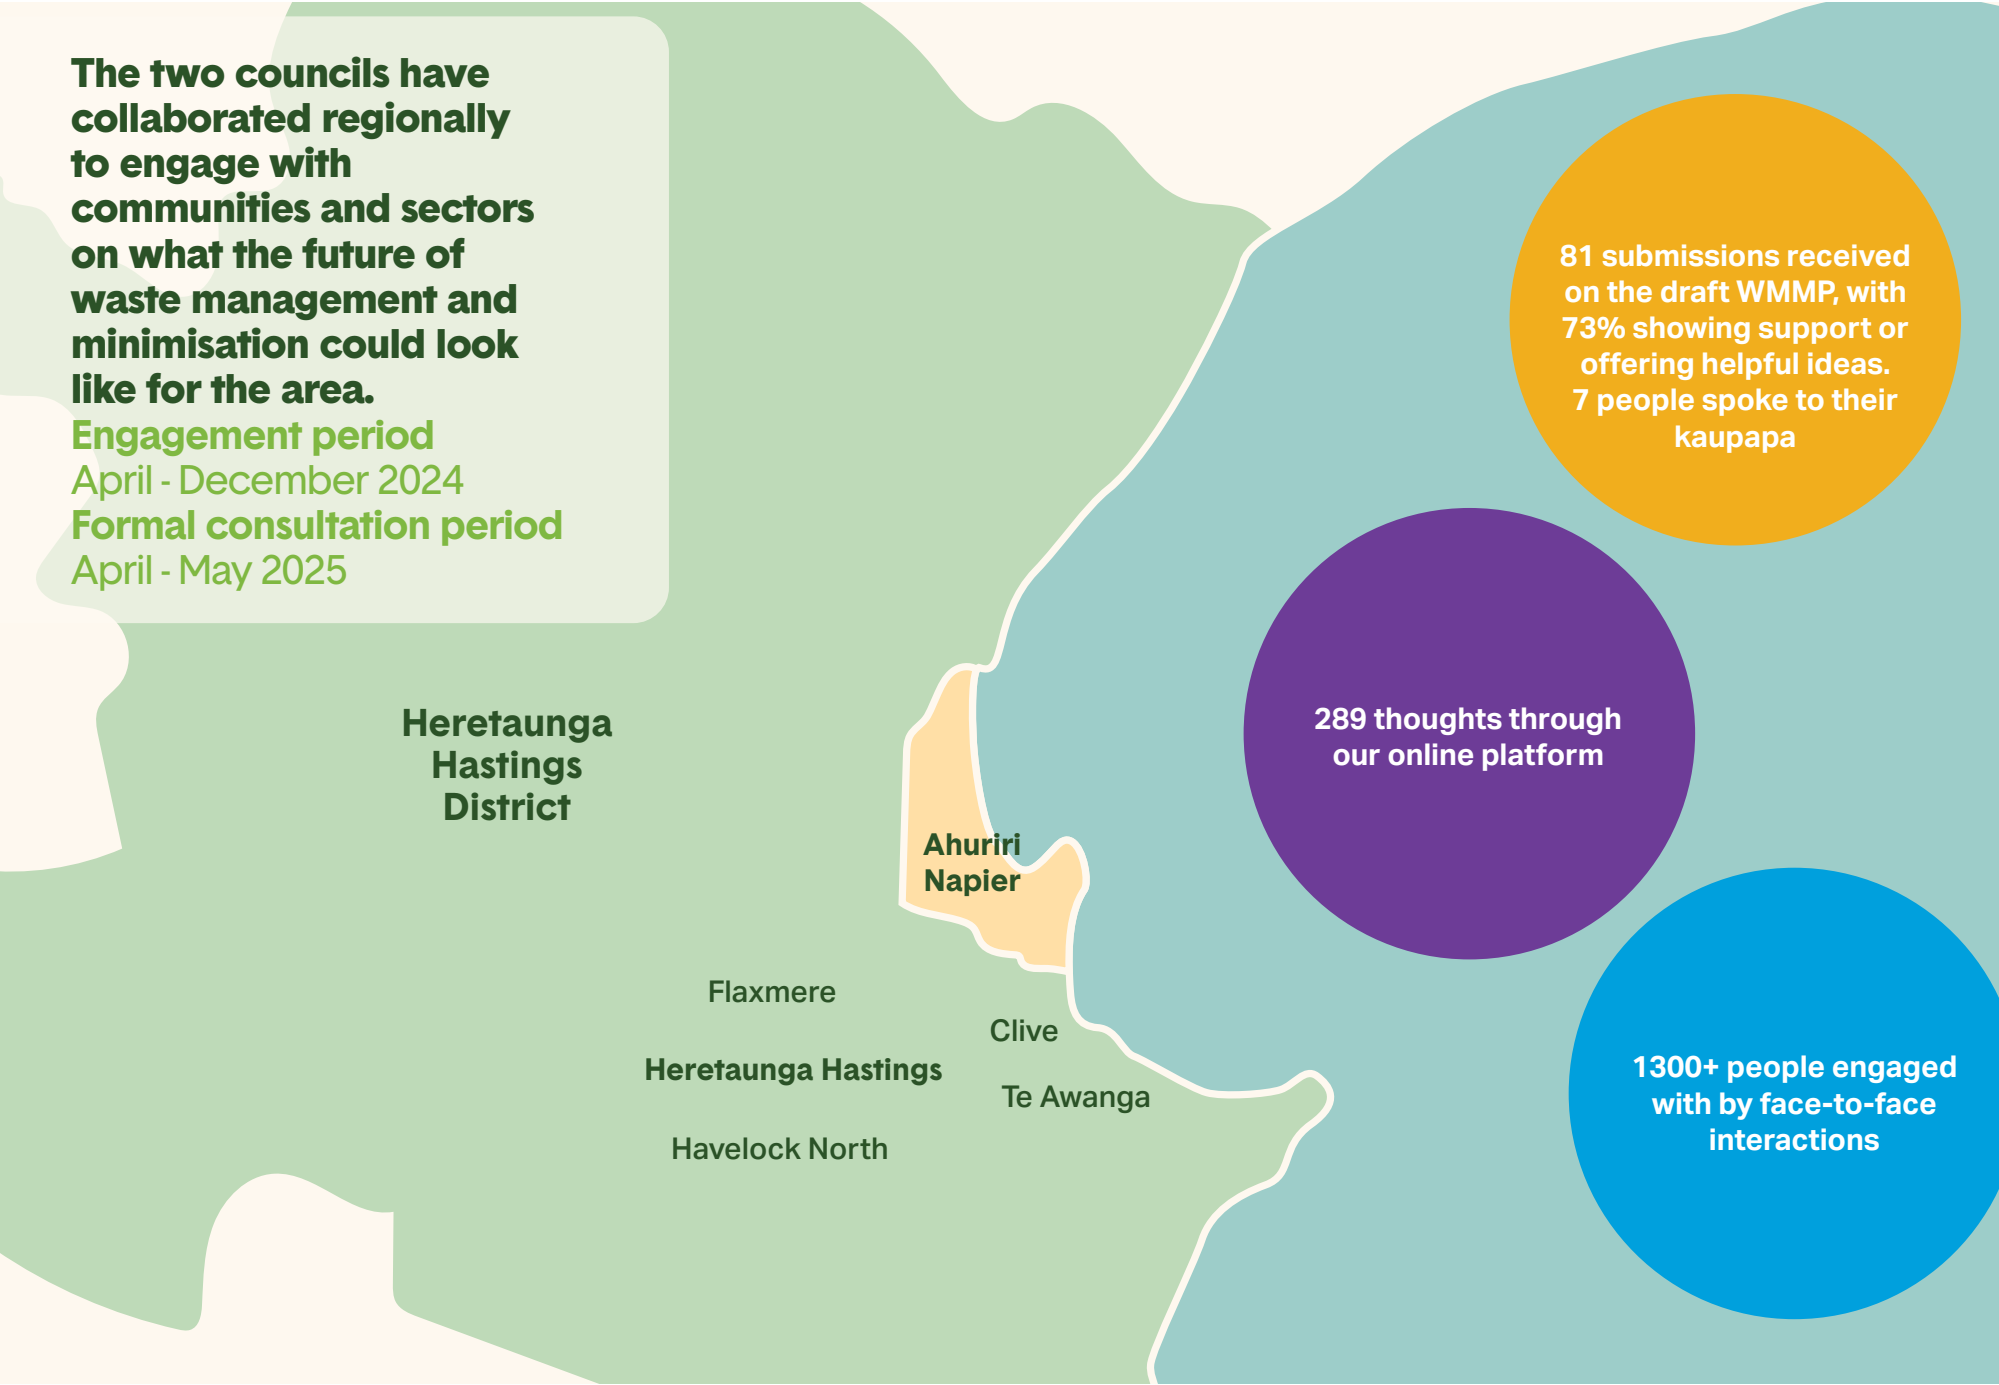 The two councils have
collaborated regionally
to engage with
communities and sectors
on what the future of
waste management and
minimisation could look
like for the area.
Engagement period
April - December 2024
Formal consultation period
April - May 2025
81 submissions received
on the draft WMMP, with
73% showing support or
offering helpful ideas.
7 people spoke to their
kaupapa
289 thoughts through
our online platform
1300+ people engaged
with by face-to-face
interactions
Heretaunga
Hastings
District
Ahuriri
Napier
Flaxmere
Clive
Heretaunga Hastings
Te Awanga
Havelock North